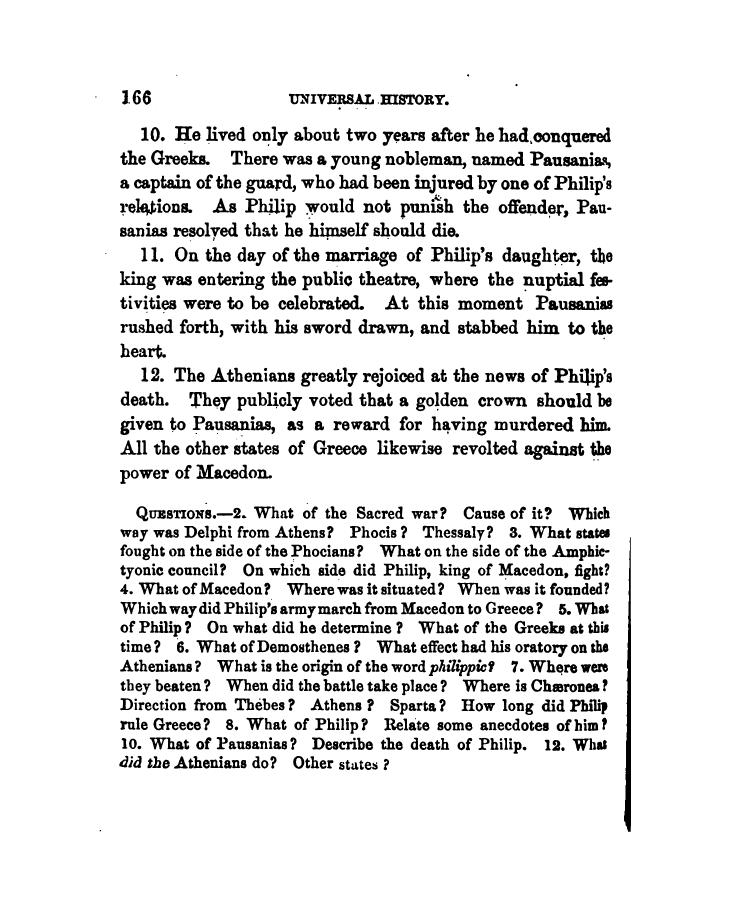 166 UNIVERSAL HISTORY.
10. He lived only about two years after he had conquered
the Greeks. There was a young nobleman, named Pausanias,
a captain of the guard, who had been injured by one of Philip's
relations. As Philip would not punish the offender, Pau-
sanias resolved that he himself should die.
11. On the day of the marriage of Philip's daughter, the
king was entering the public theatre, where the nuptial fes-
tivities were to be celebrated. At this moment Pausanias
rushed forth, with his sword drawn, and stabbed him to the
heart.
12. The Athenians greatly rejoiced at the news of Philip's
death. They publicly voted that a golden crown should be
given to Pausanias, as a reward for having murdered him.
All the other states of Greece likewise revolted against the
power of Macedon.
QUESTIONS.—2. What of the Sacred war? Cause of it? Which
way was Delphi from Athens? Phocis? Thessaly? 3. What states
fought on the side of the Phocians? What on the side of the Amphic-
tyonic council? On which side did Philip, king of Macedon, fight?
4. What of Macedon? Where was it situated? When was it founded?
Which way did Philip's army march from Macedon to Greece? 5. What
of Philip? On what did he determine? What of the Greeks at this
time? 6. What of Demosthenes? What effect had his oratory on the
Athenians? What is the origin of the word philippic? 7. Where were
they beaten? When did the battle take place? Where is Chæronea?
Direction from Thebes? Athens? Sparta? How long did Philip
rule Greece? 8. What of Philip? Relate some anecdotes of him?
10. What of Pausanias? Describe the death of Philip. 12. What
did the Athenians do? Other states?